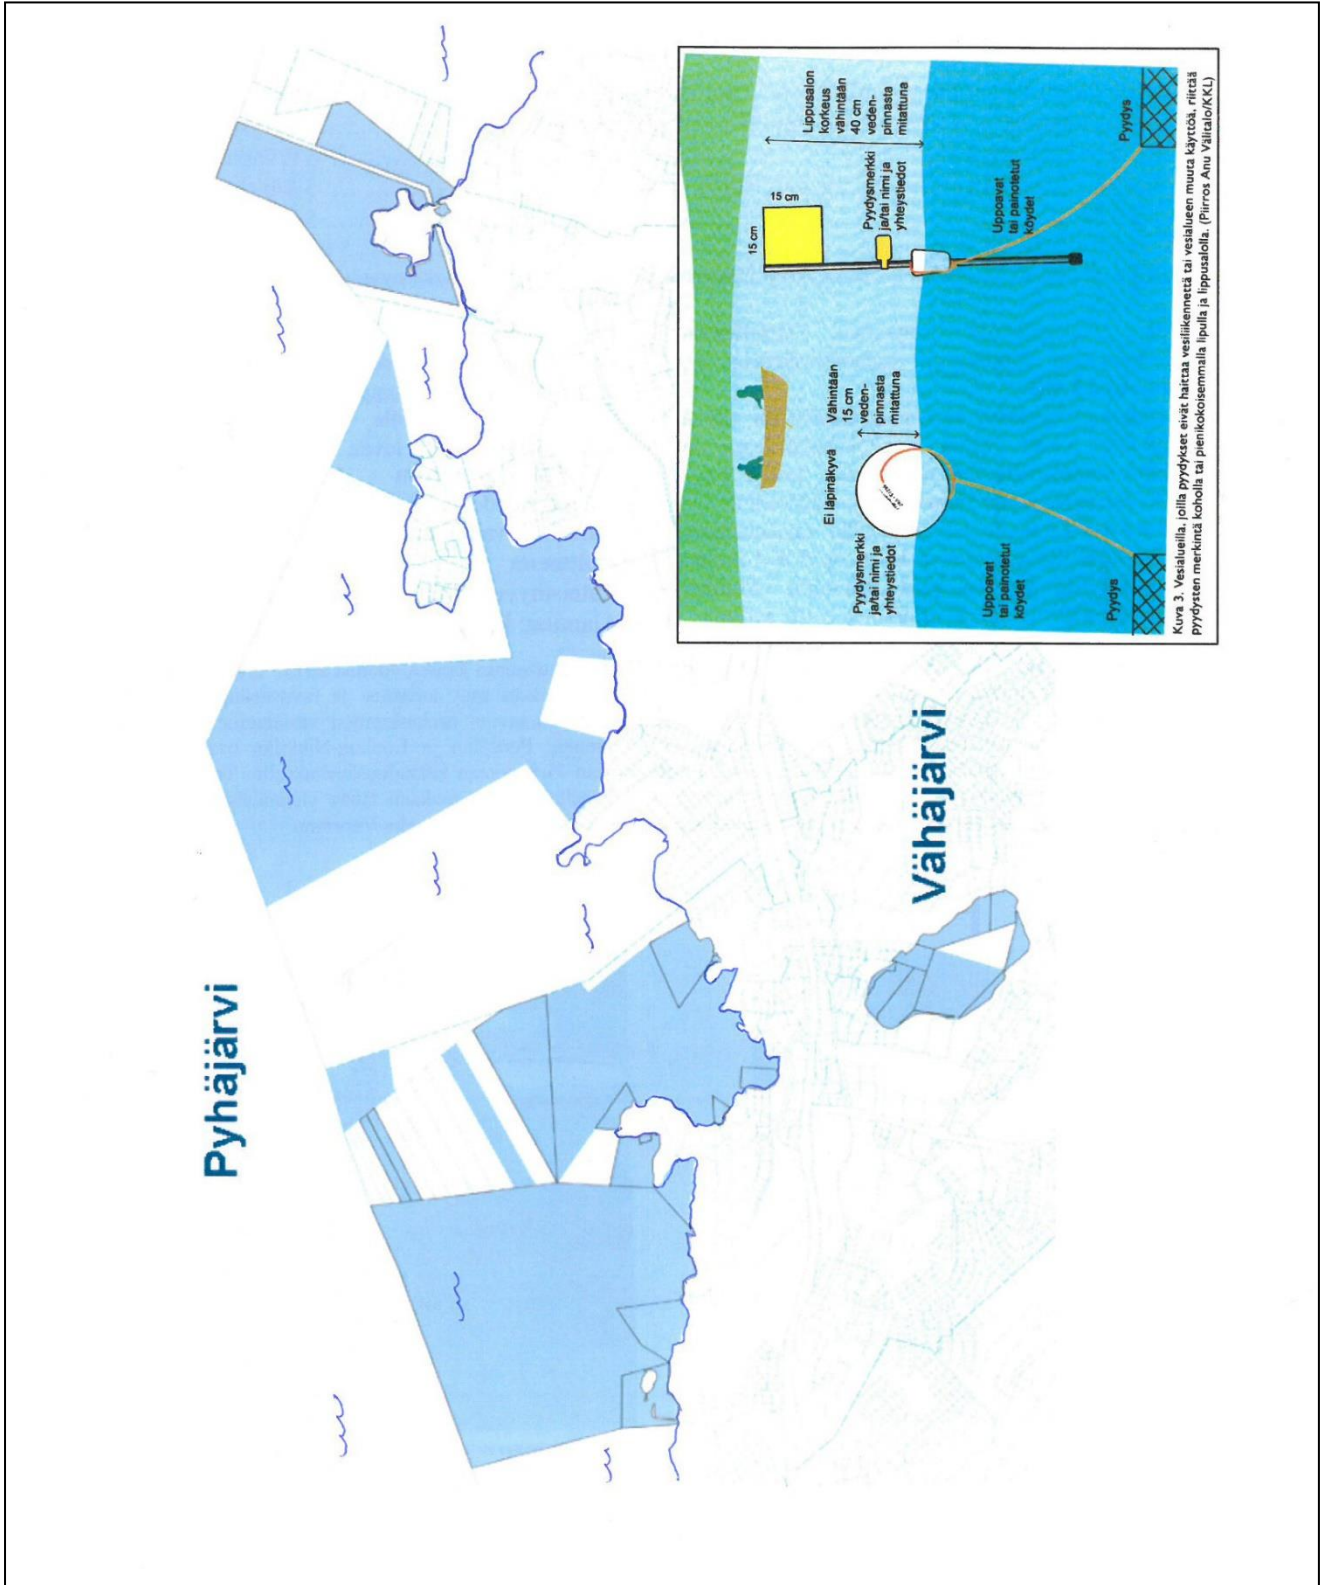 Pyhäjärvi
Vähäjärvi
Pyydysmerkki
ja/tai nimi ja
yhteystiedot
Ei läpinäkyvä
Vähintään
15 cm
veden-
pinnasta
mitattuna
Uppoavat
tai painotetut
köydet
Pyydys
15 cm
15 cm
Lippusalon
korkeus
vähintään
40 cm
veden-
pinnasta
mitattuna
Pyydysmerkki
ja/tai nimi ja
yhteystiedot
Uppoavat
tai painotetut
köydet
Pyydys
Kuva 3. Vesialueilla, joilla pyydykset eivät haittaa vesiliikennettä tai vesialueen muuta käyttöä, riittää
pyydysten merkintä koholla tai pienikokoisemmalla lipulla ja lippusalolla. (Piirros Anu Välitalo/KKL)